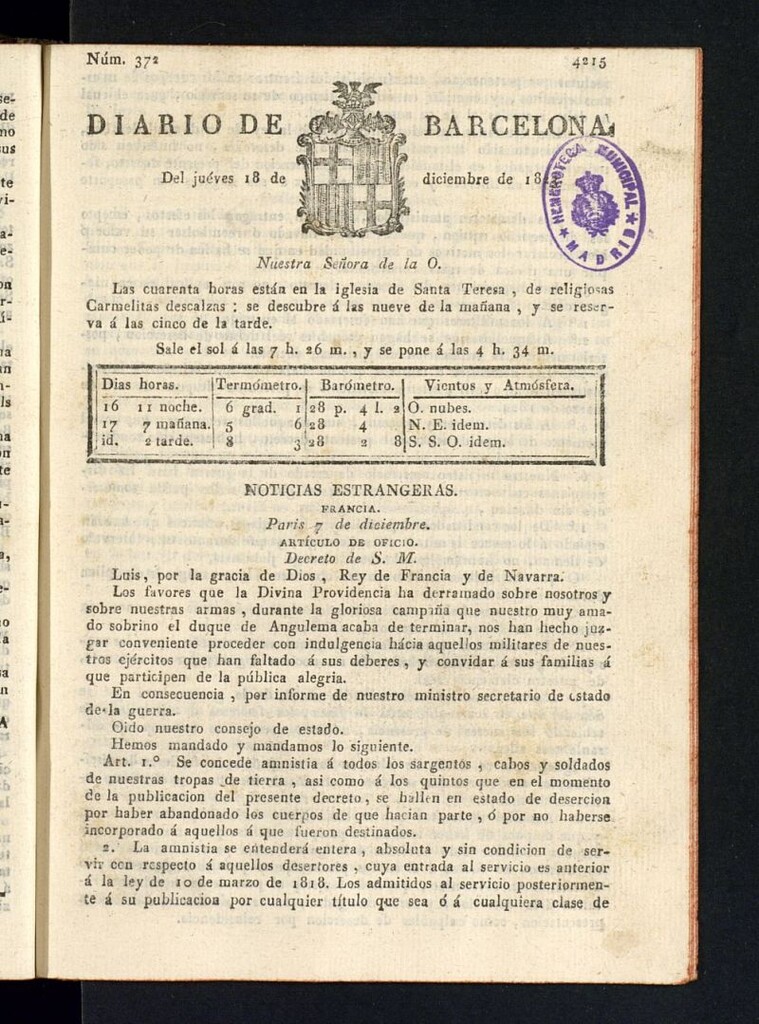 Núm. 372 4215
DIARIO DE BARCELONA,
Del juéves 18 de diciembre de 18
HEMEROTECA MUNICIPAL
★ MADRID ★
Nuestra Señora de la O.
Las cuarenta horas están en la iglesia de Santa Teresa , de religiosas
Carmelitas descalzas : se descubre á las nueve de la mañana , y se reser-
va á las cinco de la tarde.
Sale el sol á las 7 h. 26 m. , y se pone á las 4 h. 34 m.
Dias horas. Termómetro. Barómetro. Vientos y Atmósfera.
16 11 noche. 6 grad. 1 28 p. 4 l. 2 O. nubes.
17 7 mañana. 5 6 28 4 N. E. idem.
id. 2 tarde. 8 3 28 2 8 S. S. O. idem.
NOTICIAS ESTRANGERAS.
FRANCIA.
Paris 7 de diciembre.
ARTÍCULO DE OFICIO.
Decreto de S. M.
Luis, por la gracia de Dios , Rey de Francia y de Navarra.
Los favores que la Divina Providencia ha derramado sobre nosotros y
sobre nuestras armas , durante la gloriosa campaña que nuestro muy ama-
do sobrino el duque de Angulema acaba de terminar, nos han hecho juz-
gar conveniente proceder con indulgencia hácia aquellos militares de nues-
tros ejércitos que han faltado á sus deberes , y convidar á sus familias á
que participen de la pública alegria.
En consecuencia , por informe de nuestro ministro secretario de estado
de la guerra.
Oido nuestro consejo de estado.
Hemos mandado y mandamos lo siguiente.
Art. 1.º Se concede amnistia á todos los sargentos , cabos y soldados
de nuestras tropas de tierra , asi como á los quintos que en el momento
de la publicacion del presente decreto, se hallen en estado de desercion
por haber abandonado los cuerpos de que hacian parte , ó por no haberse
incorporado á aquellos á que fueron destinados.
2. La amnistia se entenderá entera , absoluta y sin condicion de ser-
vir con respecto á aquellos desertores , cuya entrada al servicio es anterior
á la ley de 10 de marzo de 1818. Los admitidos al servicio posteriormen-
te á su publicacion por cualquier título que sea ó á cualquiera clase de